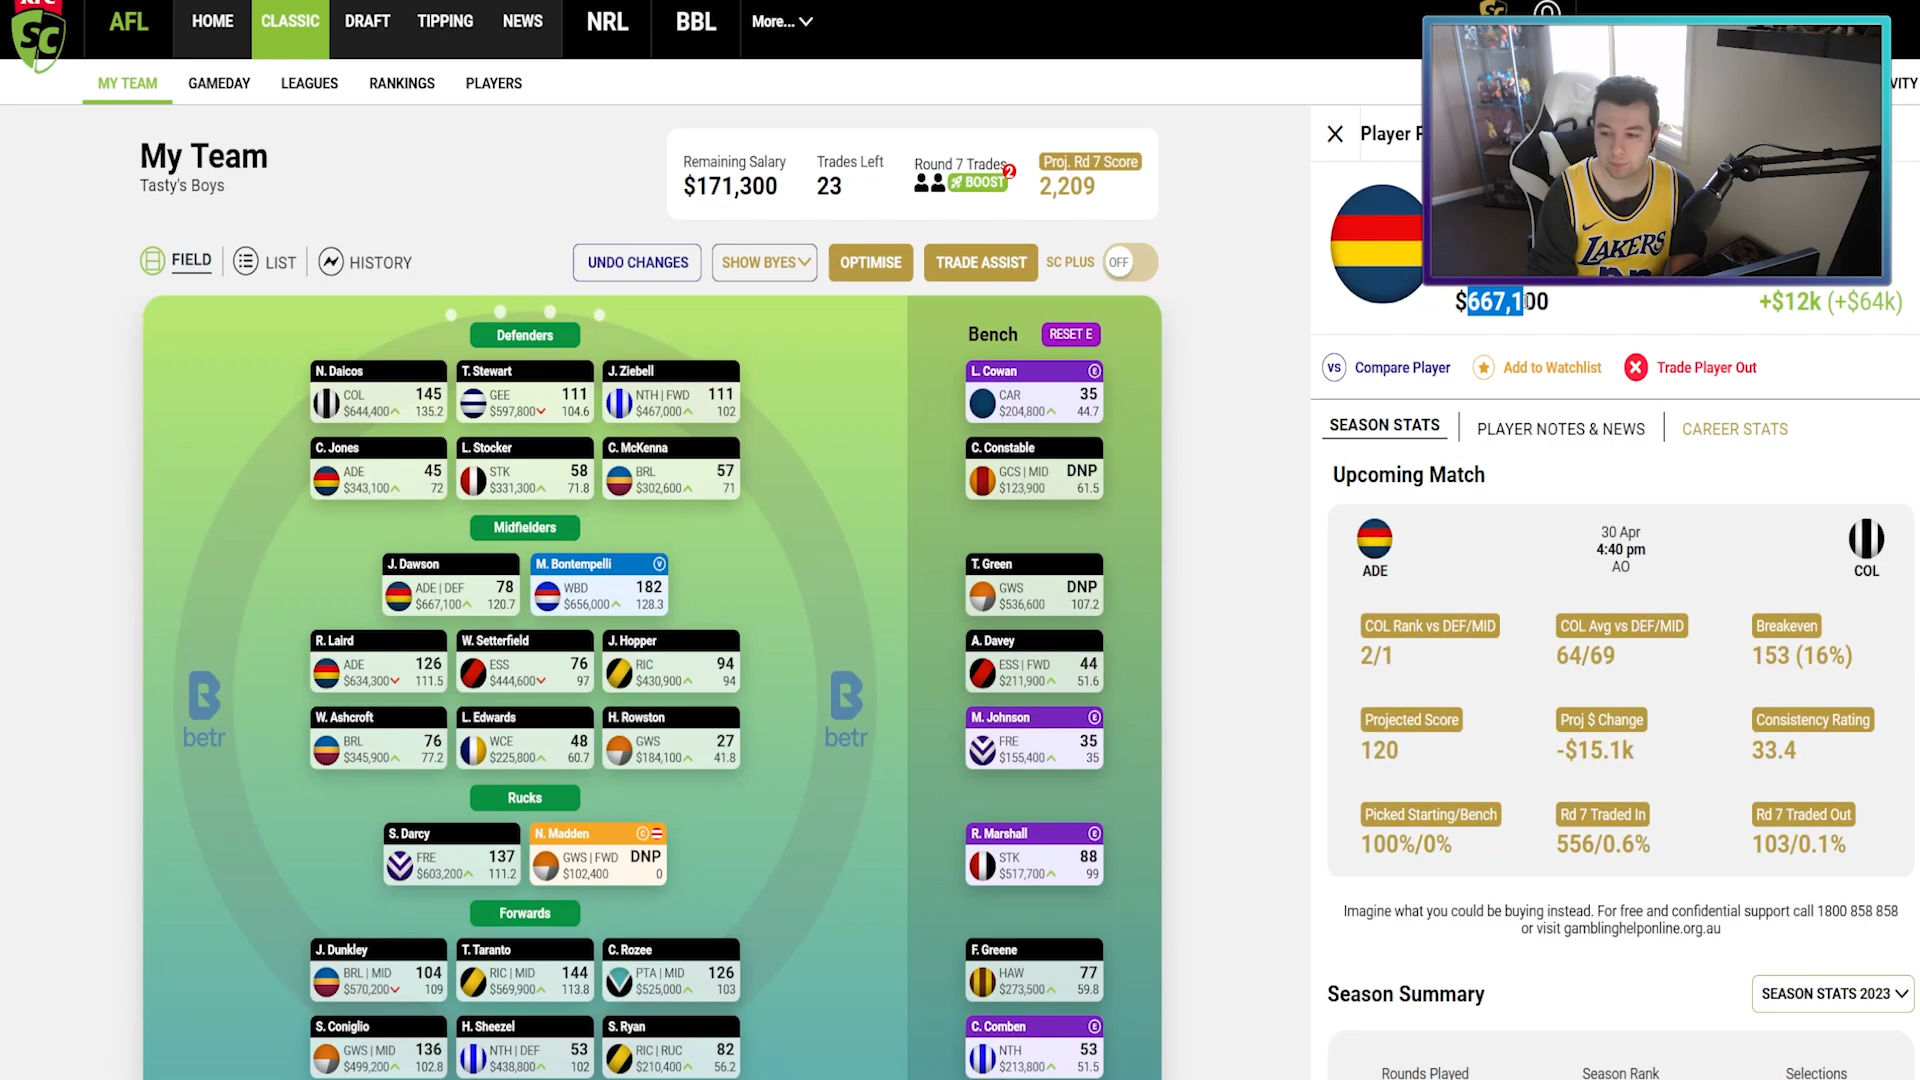 KFC
SC
AFL
HOME
CLASSIC
DRAFT
TIPPING
NEWS
NRL
BBL
More...
MY TEAM
GAMEDAY
LEAGUES
RANKINGS
PLAYERS
VITY
My Team
Tasty's Boys
Remaining Salary
$171,300
Trades Left
23
Round 7 Trades
2
BOOST
Proj. Rd 7 Score
2,209
FIELD
LIST
HISTORY
UNDO CHANGES
SHOW BYES
OPTIMISE
TRADE ASSIST
SC PLUS
OFF
Defenders
Bench
RESET E
N. Daicos
COL 145
$644,400 135.2
T. Stewart
GEE 111
$597,800 104.6
J. Ziebell
NTH | FWD 111
$467,000 102
L. Cowan E
CAR 35
$204,800 44.7
C. Jones
ADE 45
$343,100 72
L. Stocker
STK 58
$331,300 71.8
C. McKenna
BRL 57
$302,600 71
C. Constable
GCS | MID DNP
$123,900 61.5
Midfielders
J. Dawson
ADE | DEF 78
$667,100 120.7
M. Bontempelli V
WBD 182
$656,000 128.3
T. Green
GWS DNP
$536,600 107.2
R. Laird
ADE 126
$634,300 111.5
W. Setterfield
ESS 76
$444,600 97
J. Hopper
RIC 94
$430,900 94
A. Davey
ESS | FWD 44
$211,900 51.6
W. Ashcroft
BRL 76
$345,900 77.2
L. Edwards
WCE 48
$225,800 60.7
H. Rowston
GWS 27
$184,100 41.8
M. Johnson E
FRE 35
$155,400 35
betr
betr
Rucks
S. Darcy
FRE 137
$603,200 111.2
N. Madden C
GWS | FWD DNP
$102,400 0
R. Marshall E
STK 88
$517,700 99
Forwards
J. Dunkley
BRL | MID 104
$570,200 109
T. Taranto
RIC | MID 144
$569,900 113.8
C. Rozee
PTA | MID 126
$525,000 103
F. Greene
HAW 77
$273,500 59.8
S. Coniglio
GWS | MID 136
$499,200 102.8
H. Sheezel
NTH | DEF 53
$438,800 102
S. Ryan
RIC | RUC 82
$210,400 56.2
C. Comben E
NTH 53
$213,800 51.5
Player P
LAKERS
$667,100
+$12k (+$64k)
VS Compare Player
Add to Watchlist
Trade Player Out
SEASON STATS
PLAYER NOTES & NEWS
CAREER STATS
Upcoming Match
ADE
30 Apr
4:40 pm
AO
COL
COL Rank vs DEF/MID
2/1
COL Avg vs DEF/MID
64/69
Breakeven
153 (16%)
Projected Score
120
Proj $ Change
-$15.1k
Consistency Rating
33.4
Picked Starting/Bench
100%/0%
Rd 7 Traded In
556/0.6%
Rd 7 Traded Out
103/0.1%
Imagine what you could be buying instead. For free and confidential support call 1800 858 858
or visit gamblinghelponline.org.au
Season Summary
SEASON STATS 2023
Rounds Played
Season Rank
Selections